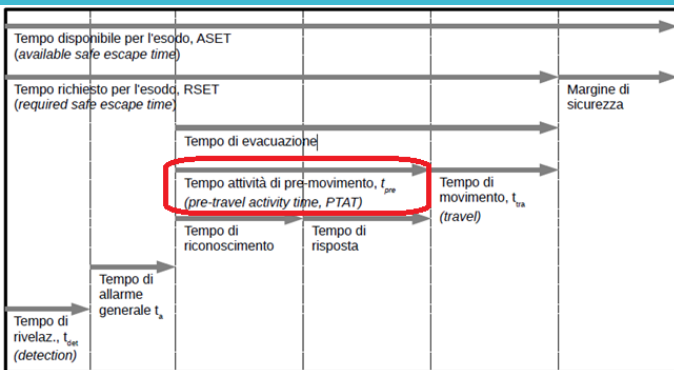 Tempo disponibile per l'esodo, ASET
(available safe escape time)
Tempo richiesto per l'esodo, RSET
(required safe escape time)
Margine di
sicurezza
Tempo di evacuazione
Tempo attività di pre-movimento, tpre
(pre-travel activity time, PTAT)
Tempo di
movimento, ttra
(travel)
Tempo di
riconoscimento
Tempo di
risposta
Tempo di
allarme
generale ta
Tempo di
rivelaz., tdet
(detection)